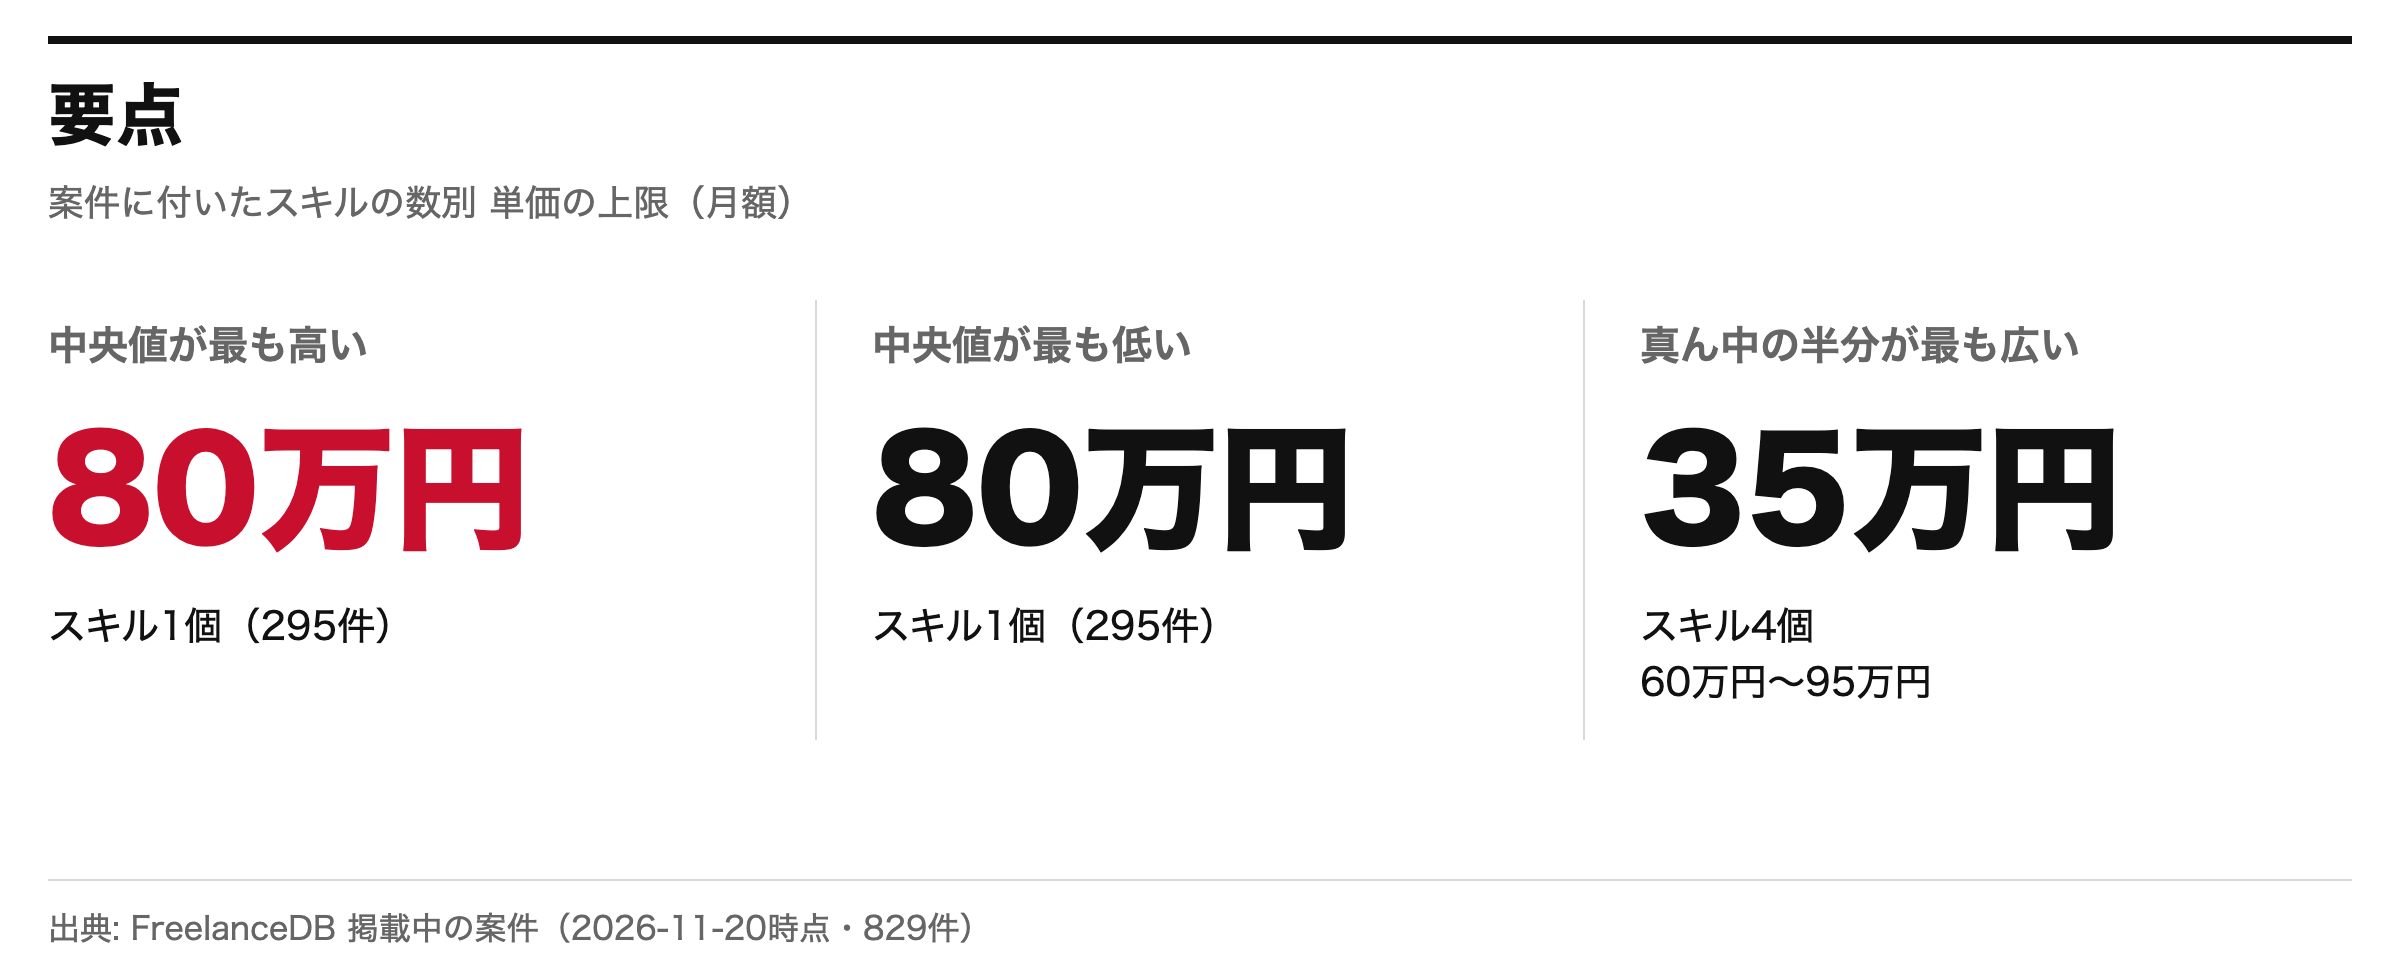 要点
案件に付いたスキルの数別 単価の上限（月額）
中央値が最も高い
80万円
スキル1個（295件）
中央値が最も低い
80万円
スキル1個（295件）
真ん中の半分が最も広い
35万円
スキル4個
60万円〜95万円
出典: FreelanceDB 掲載中の案件（2026-11-20時点・829件）